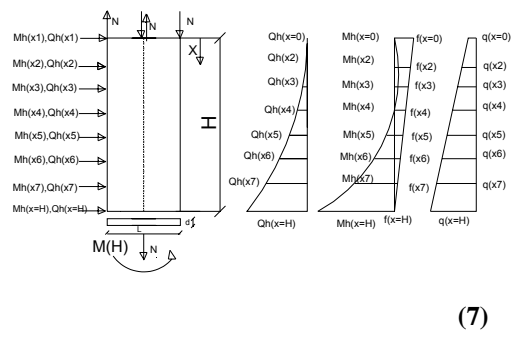 N
N
N
N
X
H
Mh(x1),Qh(x1)
Mh(x2),Qh(x2)
Mh(x3),Qh(x3)
Mh(x4),Qh(x4)
Mh(x5),Qh(x5)
Mh(x6),Qh(x6)
Mh(x7),Qh(x7)
Mh(x=H),Qh(x=H)
L
d
M(H)
N
Qh(x=0)
Qh(x2)
Qh(x3)
Qh(x4)
Qh(x5)
Qh(x6)
Qh(x7)
Qh(x=H)
Mh(x=0)
Mh(x2)
Mh(x3)
Mh(x4)
Mh(x5)
Mh(x6)
Mh(x7)
Mh(x=H)
f(x=0)
f(x2)
f(x3)
f(x4)
f(x5)
f(x6)
f(x7)
f(x=H)
q(x=0)
q(x2)
q(x3)
q(x4)
q(x5)
q(x6)
q(x7)
q(x=H)
(7)